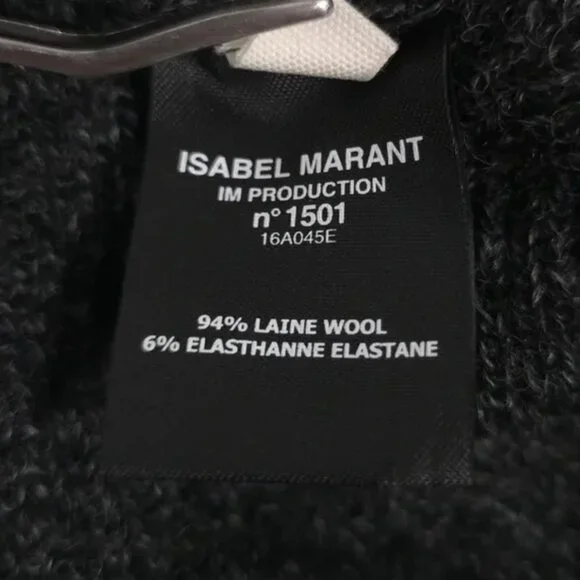 ISABEL MARANT
IM PRODUCTION
n°1501
16A045E
94% LAINE WOOL
6% ELASTHANNE ELASTANE